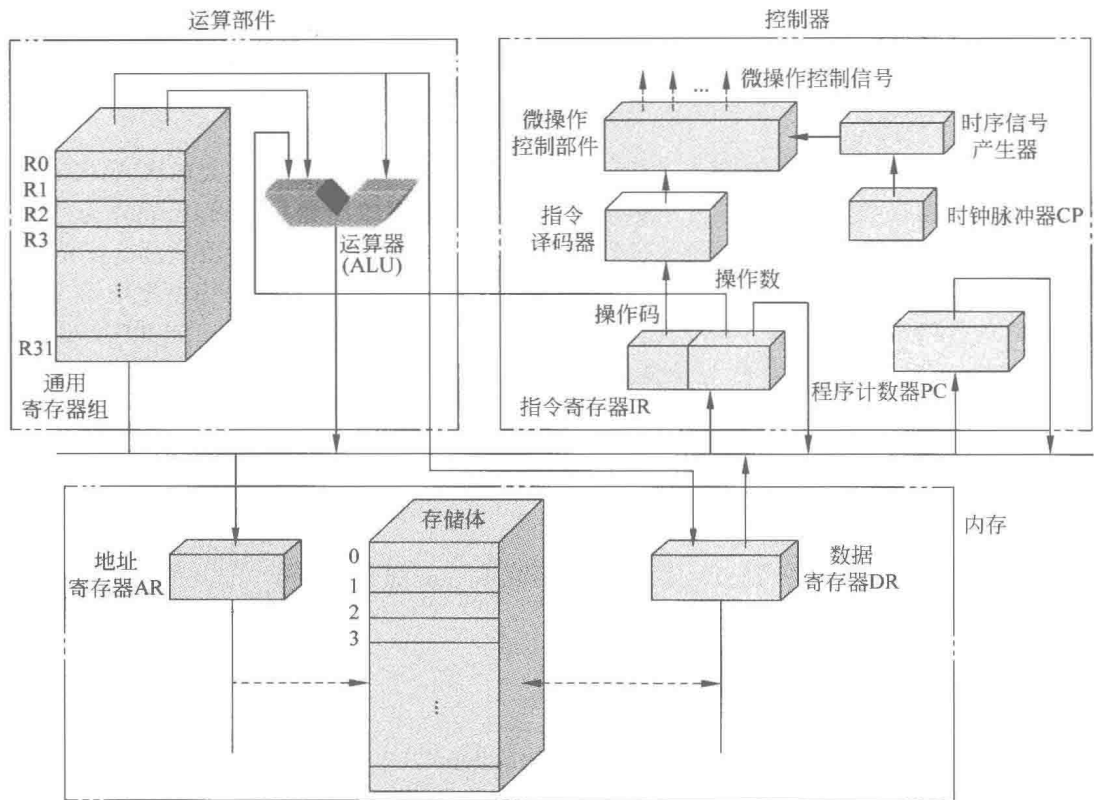 运算部件
控制器
微操作控制信号
...
微操作
控制部件
时序信号
产生器
时钟脉冲器CP
指令
译码器
操作数
操作码
指令寄存器IR
程序计数器PC
R0
R1
R2
R3
...
R31
通用
寄存器组
运算器
(ALU)
内存
存储体
0
1
2
3
...
地址
寄存器AR
数据
寄存器DR